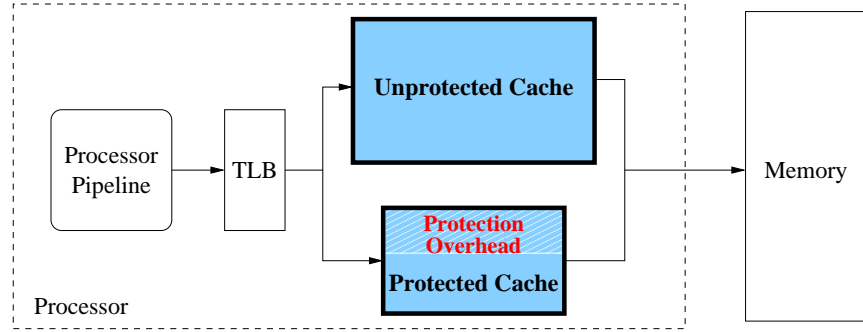 Unprotected Cache
Processor
Pipeline
TLB
Memory
Protection
Overhead
Protected Cache
Processor